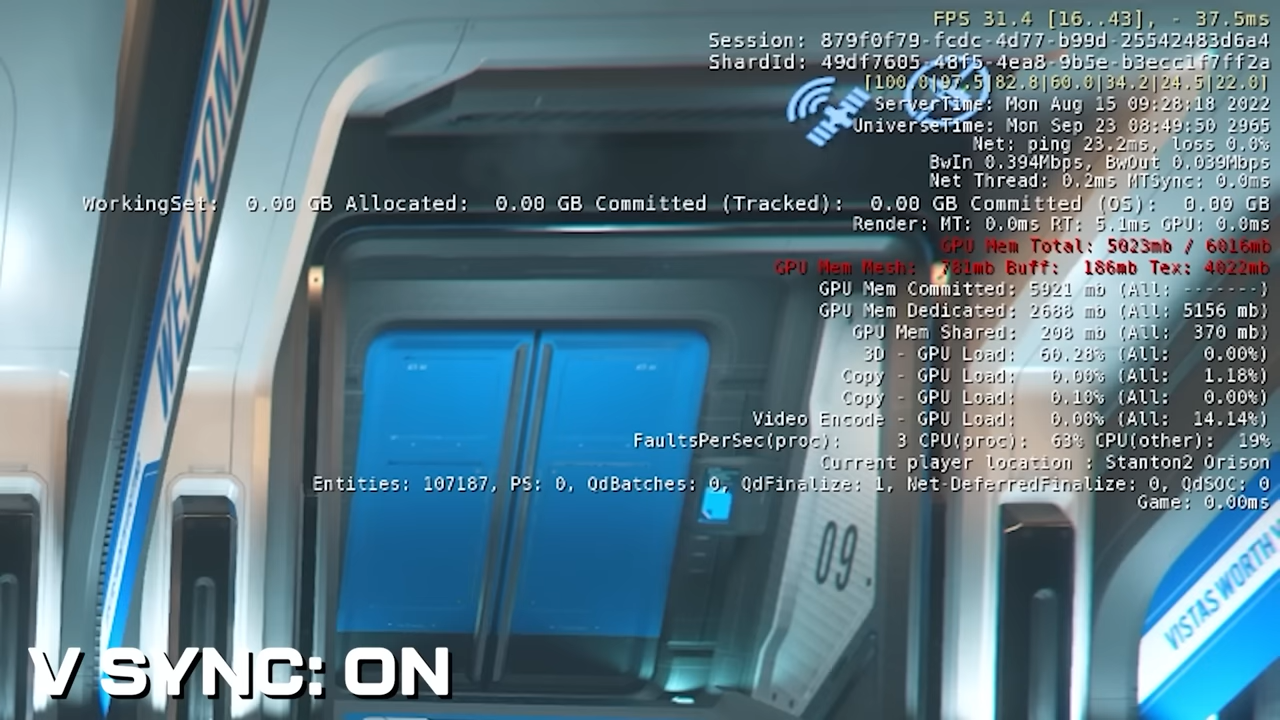 FPS 31.4 [16..43], - 37.5ms
Session: 879f0f79-fcdc-4d77-b99d-25542483d6a4
ShardId: 49df7605-48f5-4ea8-9b5e-b3ecc1f7ff2a
[100.0|97.5|82.8|60.0|34.2|24.5|22.0]
ServerTime: Mon Aug 15 09:28:18 2022
UniverseTime: Mon Sep 23 08:49:50 2965
Net: ping 23.2ms, loss 0.0%
BwIn 0.394Mbps, BwOut 0.039Mbps
Net Thread: 0.2ms MTSync: 0.0ms
WorkingSet: 0.00 GB Allocated: 0.00 GB Committed (Tracked): 0.00 GB Committed (OS): 0.00 GB
Render: MT: 0.0ms RT: 5.1ms GPU: 0.0ms
GPU Mem Total: 5023mb / 6016mb
GPU Mem Mesh: 781mb Buff: 186mb Tex: 4022mb
GPU Mem Committed: 5921 mb (All: -------)
GPU Mem Dedicated: 2688 mb (All: 5156 mb)
GPU Mem Shared: 208 mb (All: 370 mb)
3D - GPU Load: 60.28% (All: 0.00%)
Copy - GPU Load: 0.00% (All: 1.18%)
Copy - GPU Load: 0.10% (All: 0.00%)
Video Encode - GPU Load: 0.00% (All: 14.14%)
FaultsPerSec(proc): 3 CPU(proc): 63% CPU(other): 19%
Current player location : Stanton2 Orison
Entities: 107187, PS: 0, QdBatches: 0, QdFinalize: 1, Net-DeferredFinalize: 0, QdSOC: 0
Game: 0.00ms
WELCOME
09
VISTAS WORTH
V SYNC: ON